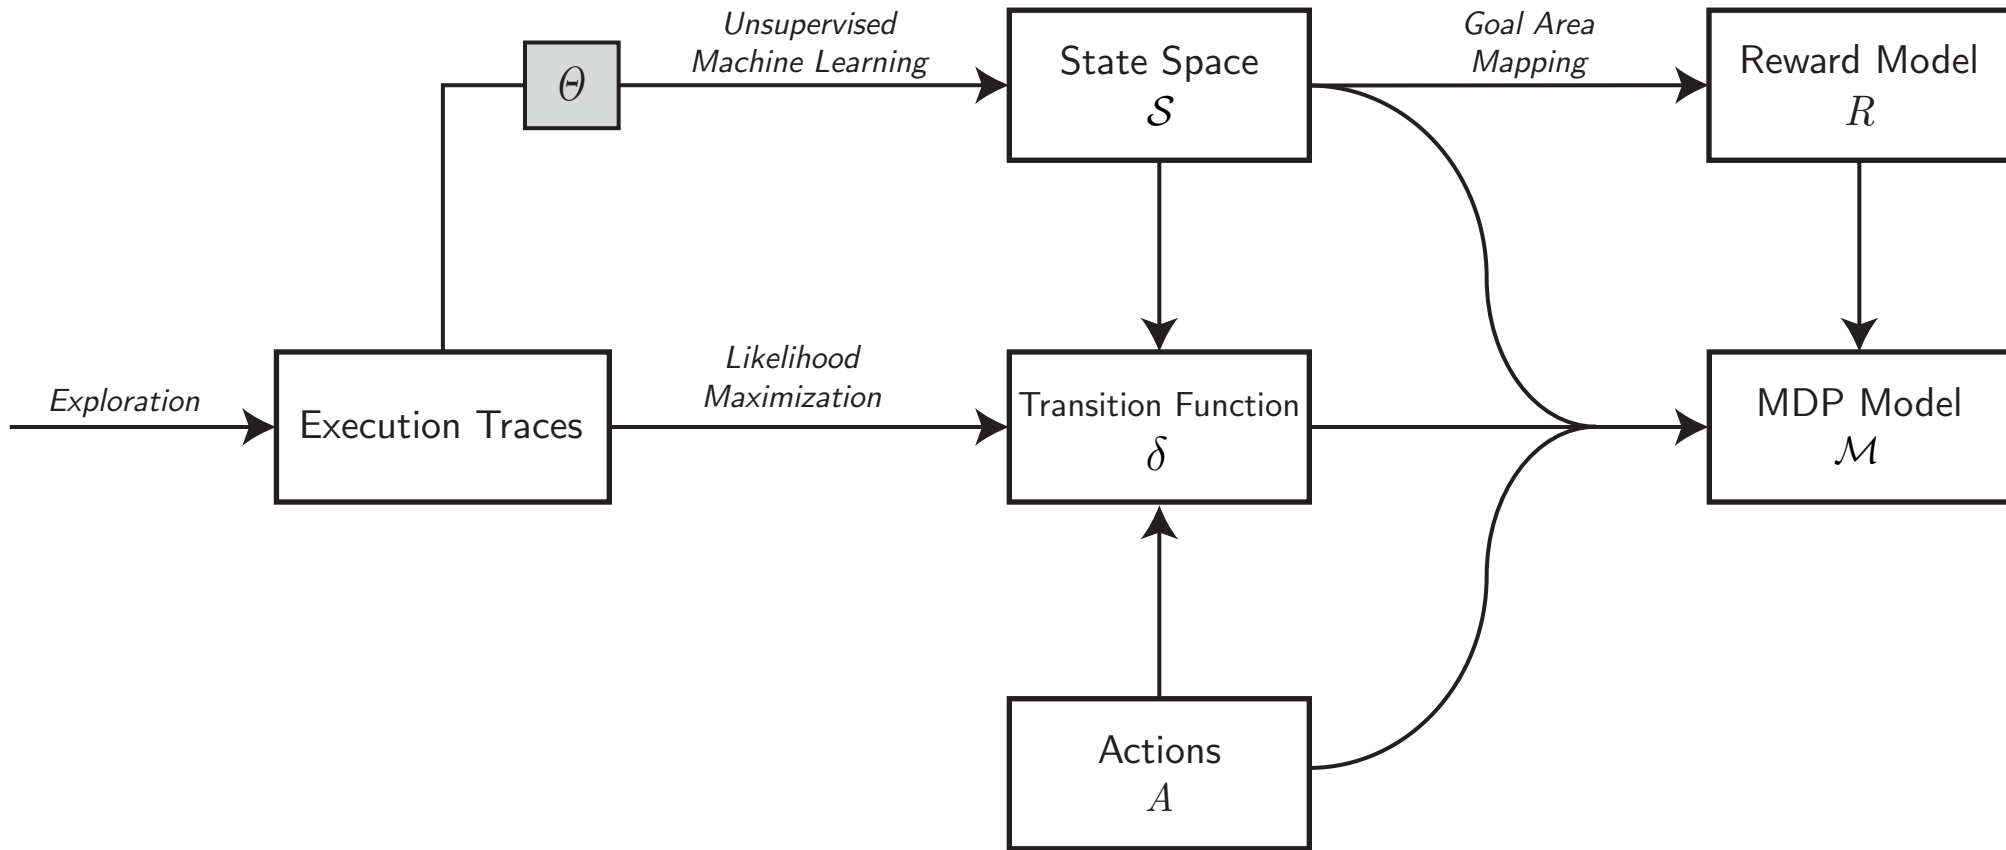 Unsupervised
Machine Learning
Θ
State Space
𝒮
Goal Area
Mapping
Reward Model
R
Exploration
Execution Traces
Likelihood
Maximization
Transition Function
δ
MDP Model
ℳ
Actions
A